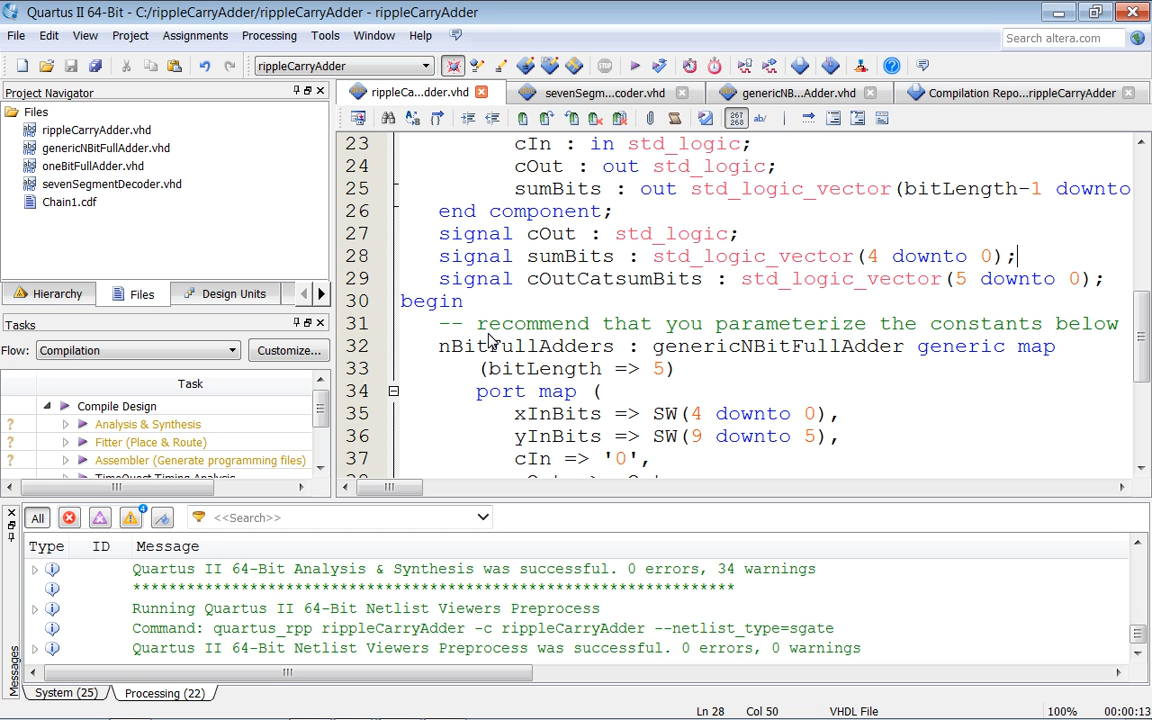 Quartus II 64-Bit - C:/rippleCarryAdder/rippleCarryAdder - rippleCarryAdder
File Edit View Project Assignments Processing Tools Window Help
Search altera.com
rippleCarryAdder
Project Navigator
Files
rippleCarryAdder.vhd
genericNBitFullAdder.vhd
oneBitFullAdder.vhd
sevenSegmentDecoder.vhd
Chain1.cdf
Hierarchy Files Design Units
Tasks
Flow: Compilation Customize...
Task
Compile Design
? Analysis & Synthesis
? Fitter (Place & Route)
? Assembler (Generate programming files)
TimeQuest Timing Analysis
rippleCa...dder.vhd sevenSegm...coder.vhd genericNB...Adder.vhd Compilation Repo...rippleCarryAdder
267 268 ab/
23 cIn : in std_logic;
24 cOut : out std_logic;
25 sumBits : out std_logic_vector(bitLength-1 downto
26 end component;
27 signal cOut : std_logic;
28 signal sumBits : std_logic_vector(4 downto 0);
29 signal cOutCatsumBits : std_logic_vector(5 downto 0);
30 begin
31 -- recommend that you parameterize the constants below
32 nBitFullAdders : genericNBitFullAdder generic map
33 (bitLength => 5)
34 port map (
35 xInBits => SW(4 downto 0),
36 yInBits => SW(9 downto 5),
37 cIn => '0',
All 4 <<Search>>
Type ID Message
Quartus II 64-Bit Analysis & Synthesis was successful. 0 errors, 34 warnings
*******************************************************************
Running Quartus II 64-Bit Netlist Viewers Preprocess
Command: quartus_rpp rippleCarryAdder -c rippleCarryAdder --netlist_type=sgate
Quartus II 64-Bit Netlist Viewers Preprocess was successful. 0 errors, 0 warnings
Messages
System (25) Processing (22)
Ln 28 Col 50 VHDL File 100% 00:00:13